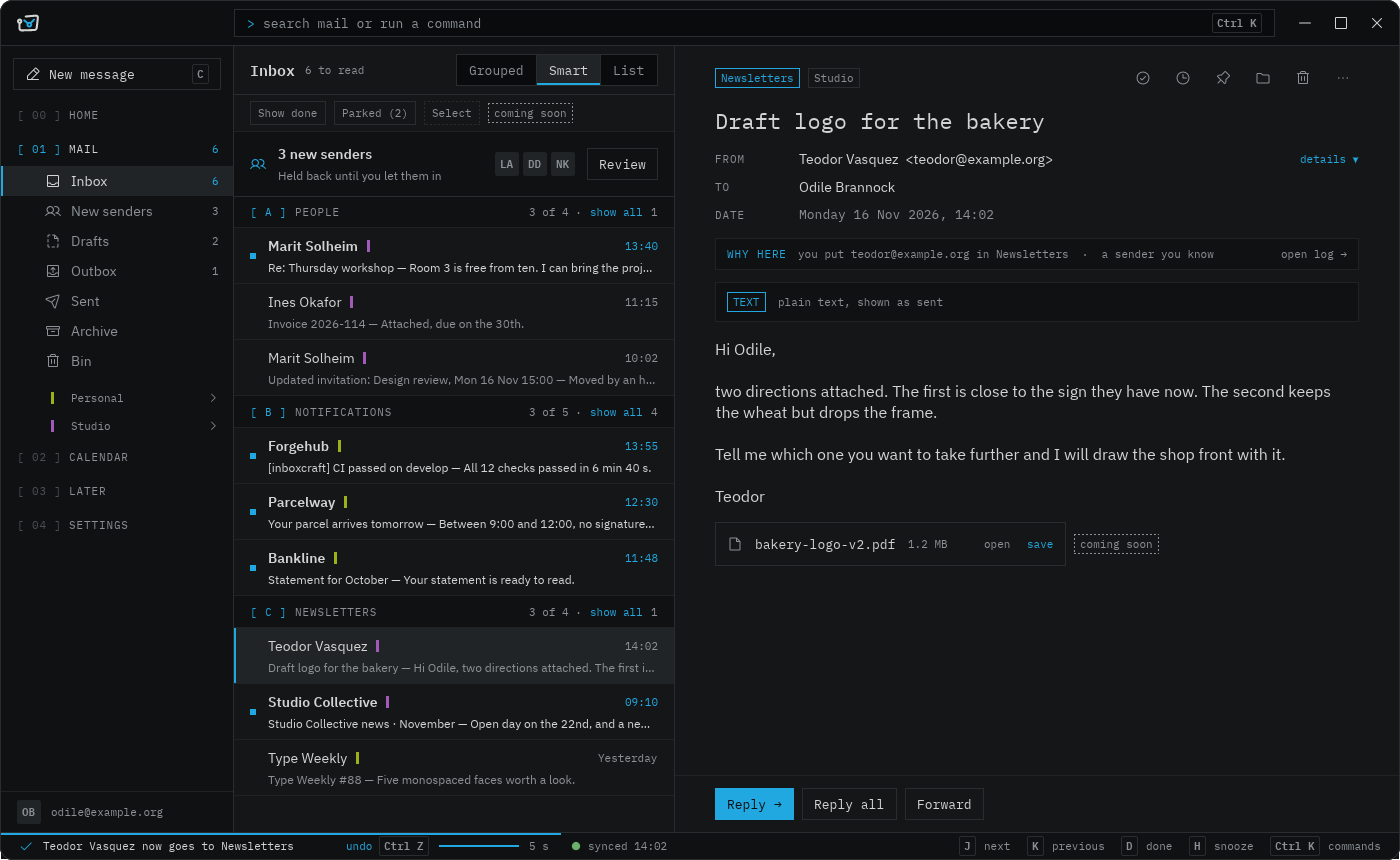 > search mail or run a command Ctrl K
New message C
[ 00 ] HOME
[ 01 ] MAIL 6
Inbox 6
New senders 3
Drafts 2
Outbox 1
Sent
Archive
Bin
Personal
Studio
[ 02 ] CALENDAR
[ 03 ] LATER
[ 04 ] SETTINGS
OB odile@example.org
Inbox 6 to read Grouped Smart List
Show done Parked (2) Select coming soon
3 new senders
Held back until you let them in
LA DD NK Review
[ A ] PEOPLE 3 of 4 · show all 1
Marit Solheim 13:40
Re: Thursday workshop — Room 3 is free from ten. I can bring the proj…
Ines Okafor 11:15
Invoice 2026-114 — Attached, due on the 30th.
Marit Solheim 10:02
Updated invitation: Design review, Mon 16 Nov 15:00 — Moved by an h…
[ B ] NOTIFICATIONS 3 of 5 · show all 4
Forgehub 13:55
[inboxcraft] CI passed on develop — All 12 checks passed in 6 min 40 s.
Parcelway 12:30
Your parcel arrives tomorrow — Between 9:00 and 12:00, no signature…
Bankline 11:48
Statement for October — Your statement is ready to read.
[ C ] NEWSLETTERS 3 of 4 · show all 1
Teodor Vasquez 14:02
Draft logo for the bakery — Hi Odile, two directions attached. The first i…
Studio Collective 09:10
Studio Collective news · November — Open day on the 22nd, and a ne…
Type Weekly Yesterday
Type Weekly #88 — Five monospaced faces worth a look.
Newsletters Studio
Draft logo for the bakery
FROM Teodor Vasquez <teodor@example.org> details ▾
TO Odile Brannock
DATE Monday 16 Nov 2026, 14:02
WHY HERE you put teodor@example.org in Newsletters · a sender you know open log →
TEXT plain text, shown as sent
Hi Odile,
two directions attached. The first is close to the sign they have now. The second keeps
the wheat but drops the frame.
Tell me which one you want to take further and I will draw the shop front with it.
Teodor
bakery-logo-v2.pdf 1.2 MB open save coming soon
Reply → Reply all Forward
Teodor Vasquez now goes to Newsletters undo Ctrl Z 5 s synced 14:02 J next K previous D done H snooze Ctrl K commands